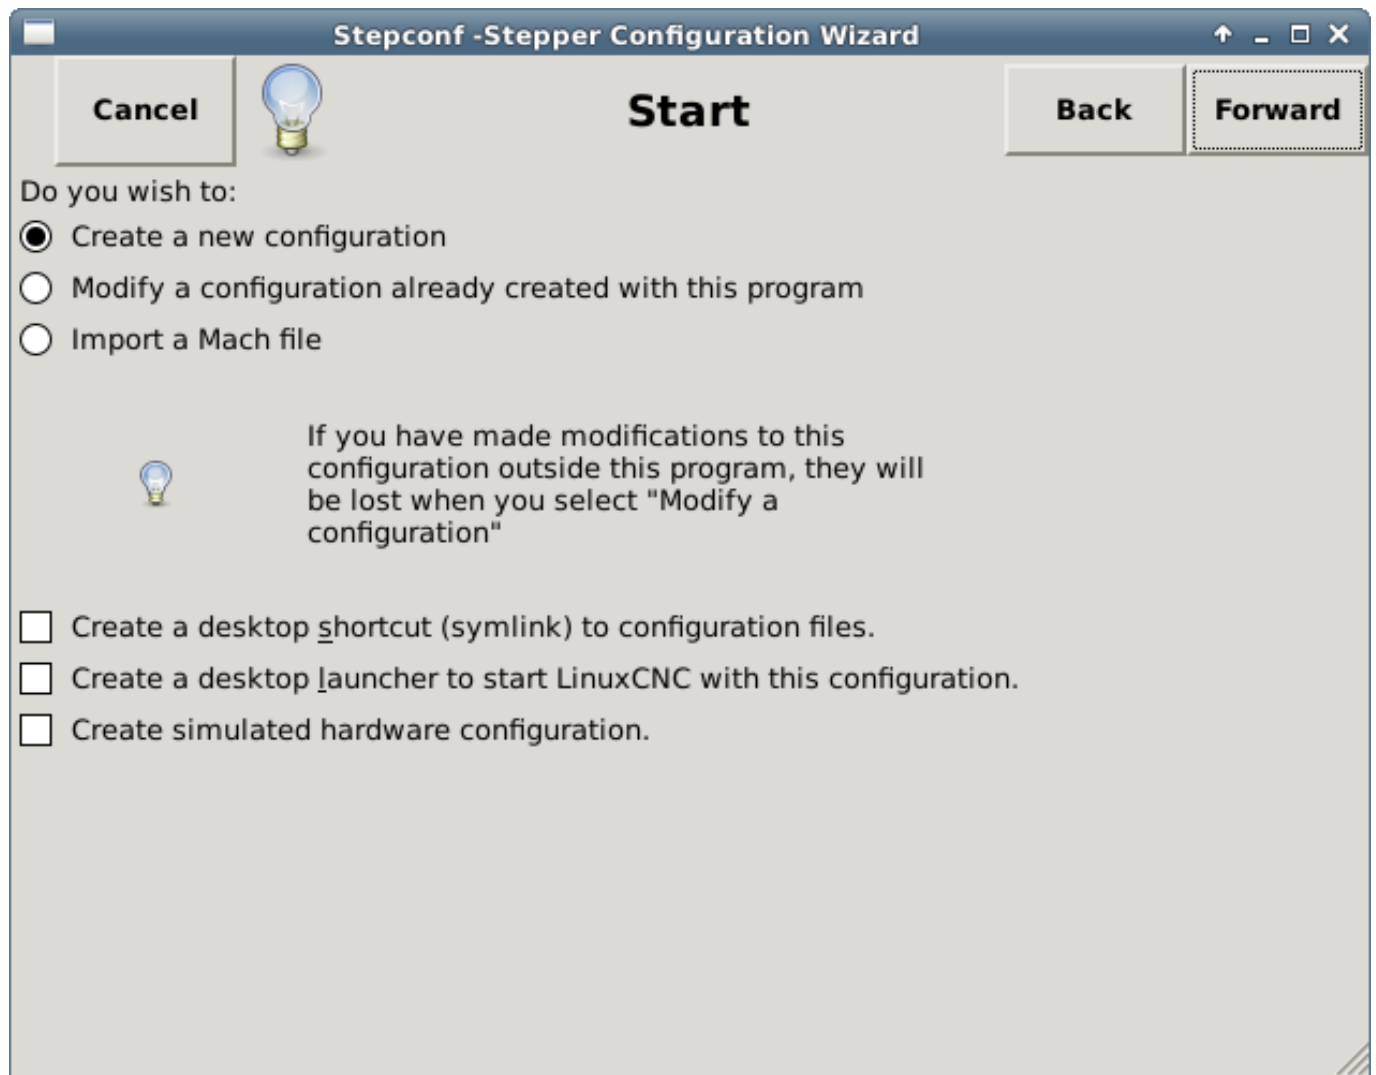 Stepconf -Stepper Configuration Wizard
Cancel
Start
Back
Forward
Do you wish to:
Create a new configuration
Modify a configuration already created with this program
Import a Mach file
If you have made modifications to this
configuration outside this program, they will
be lost when you select "Modify a
configuration"
Create a desktop shortcut (symlink) to configuration files.
Create a desktop launcher to start LinuxCNC with this configuration.
Create simulated hardware configuration.